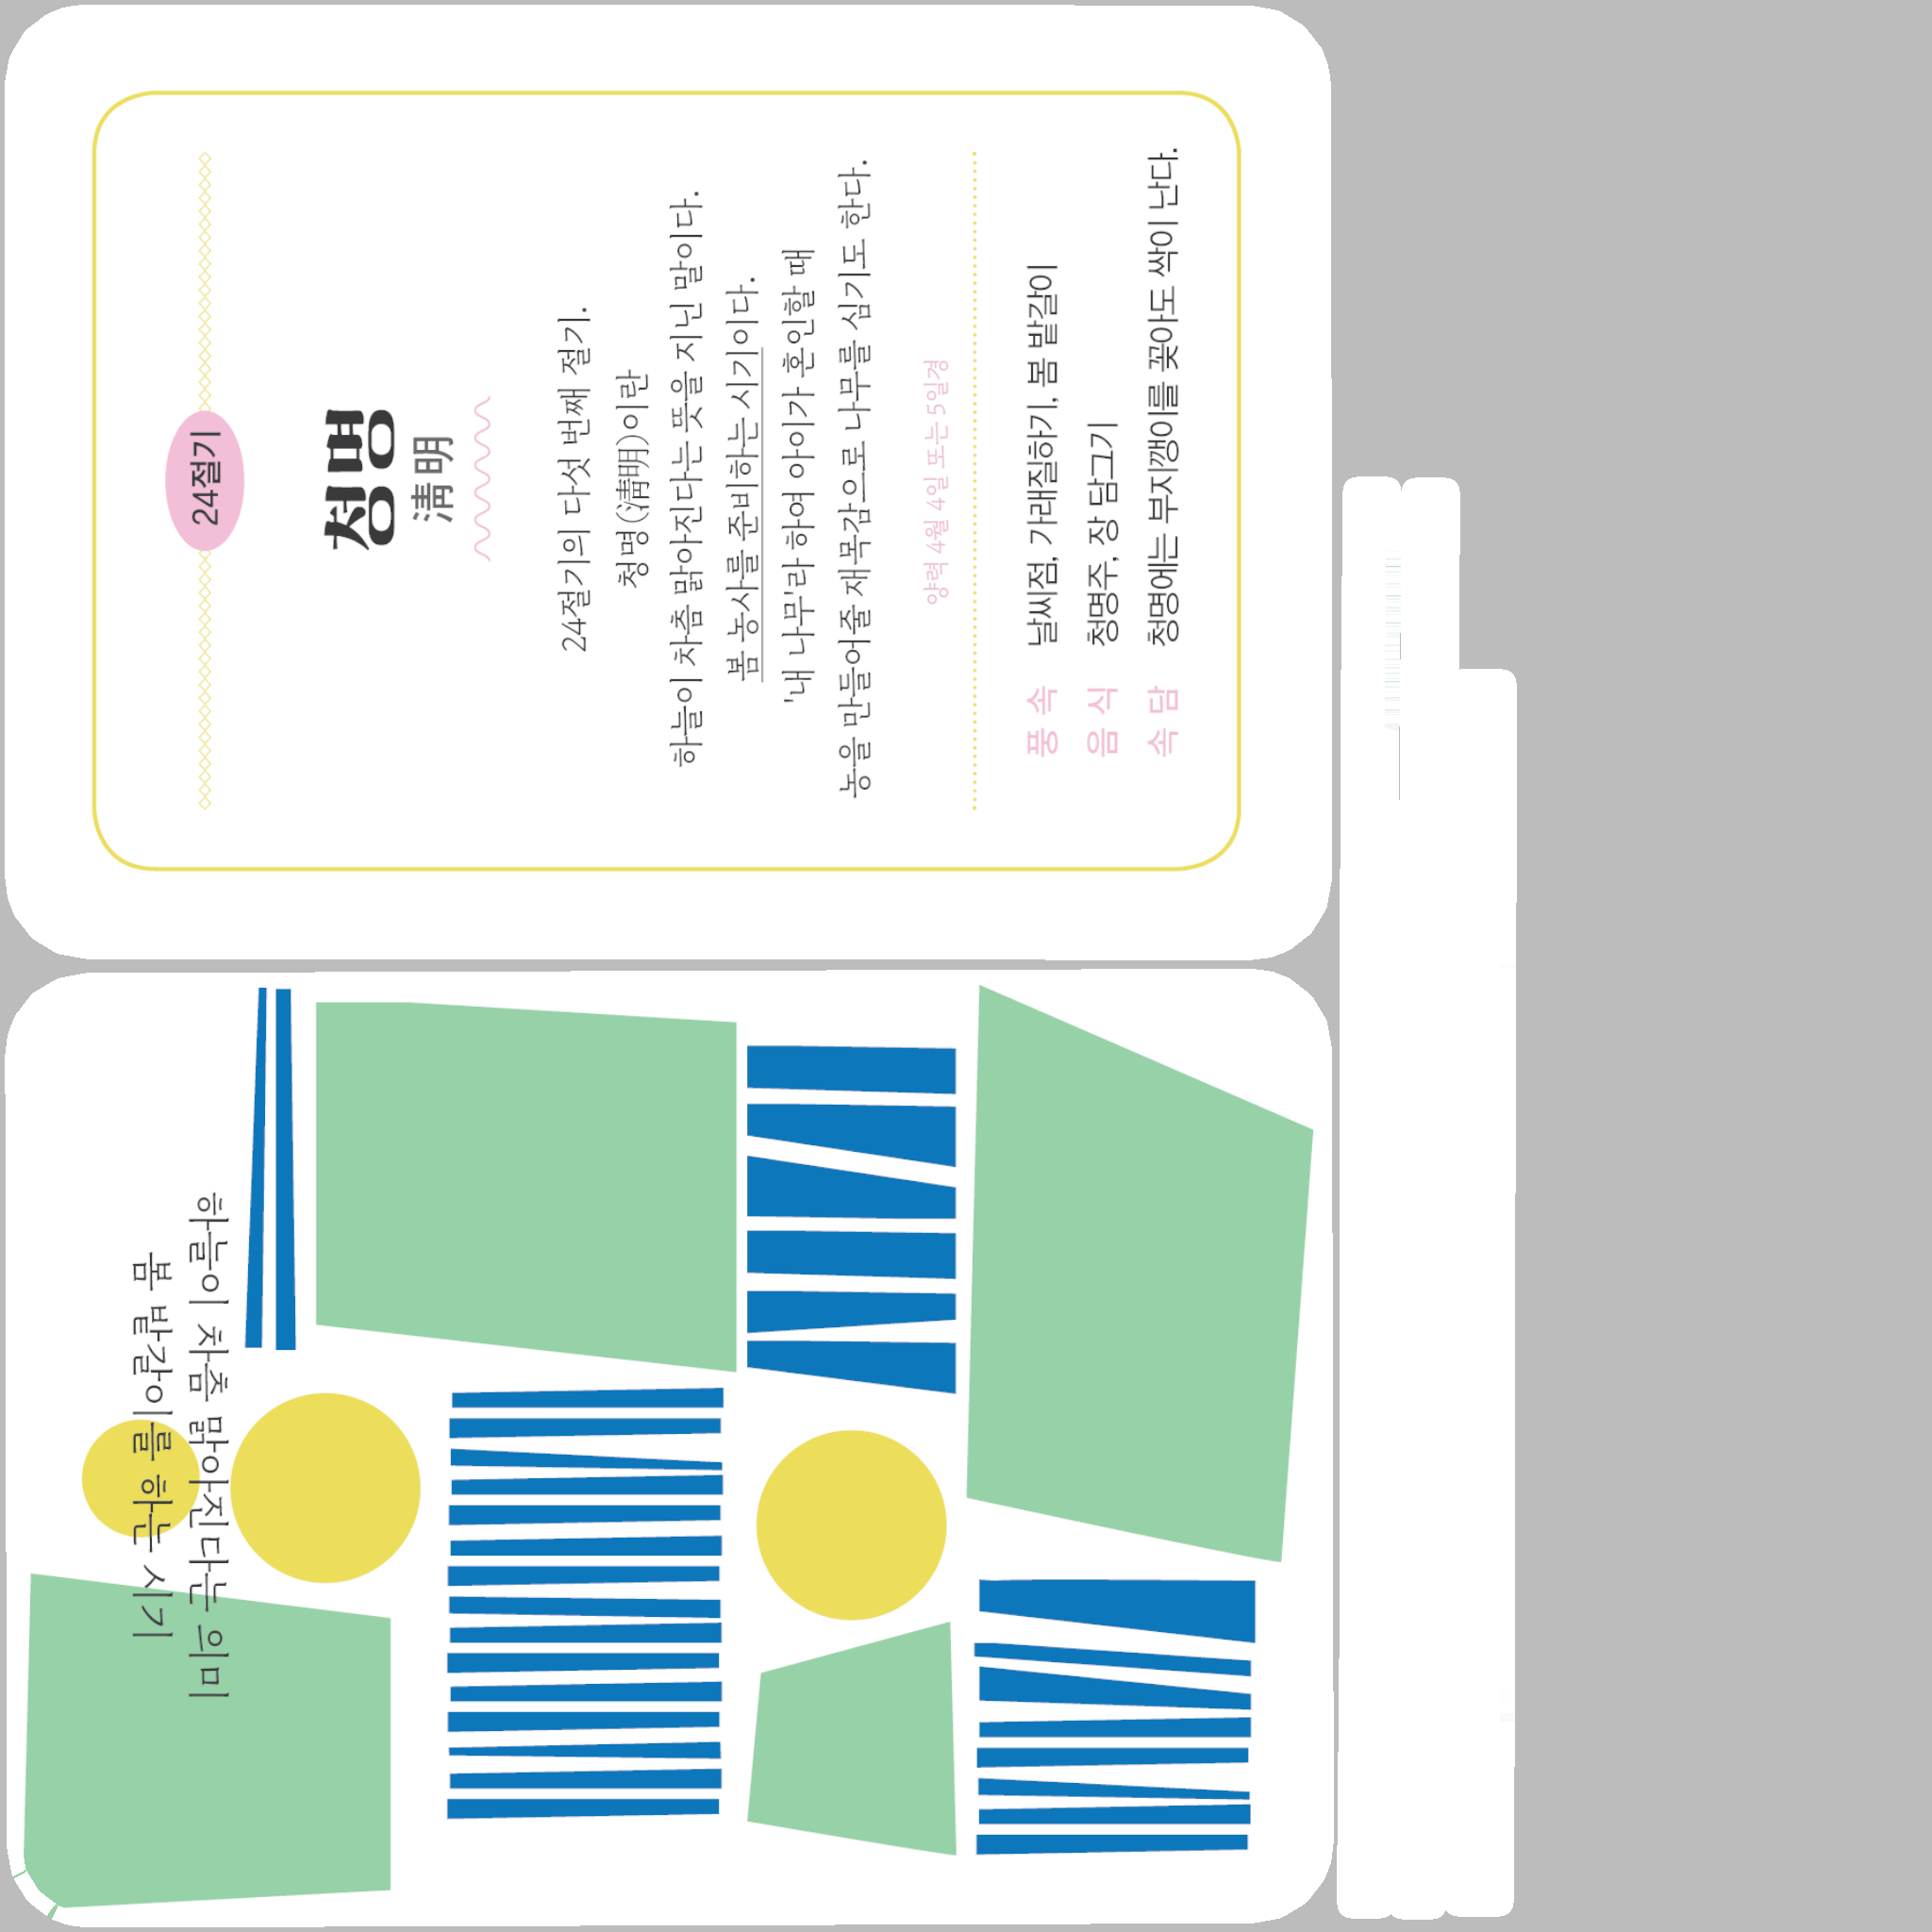 24절기
청명
淸明
24절기의 다섯 번째 절기.
청명(淸明)이란
하늘이 차츰 맑아진다는 뜻을 지닌 말이다.
봄 농사를 준비하는 시기이다.
'내 나무'라 하여 아이가 혼인할 때
농을 만들어줄 재목감으로 나무를 심기도 한다.
양력 4월 4일 또는 5일경
풍속 날씨점, 가래질하기, 봄 밭갈이
음식 청명주, 장 담그기
속담 청명에는 부지깽이를 꽂아도 싹이 난다.
하늘이 차츰 맑아진다는 의미
봄 밭갈이를 하는 시기